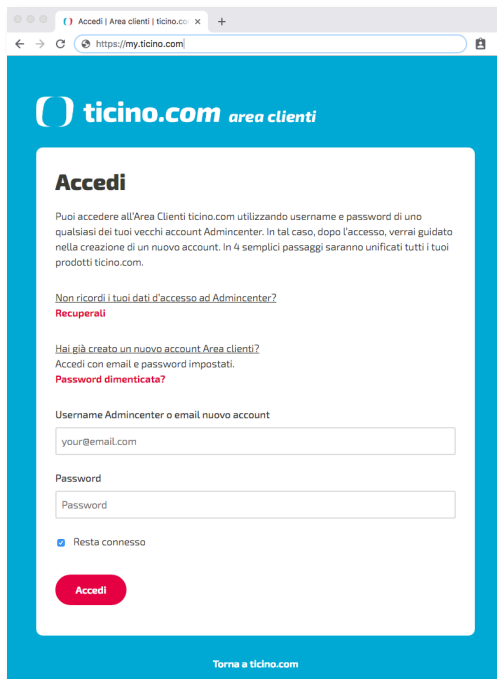 Accedi | Area clienti | ticino.co
https://my.ticino.com
ticino.com area clienti
Accedi
Puoi accedere all'Area Clienti ticino.com utilizzando username e password di uno
qualsiasi dei tuoi vecchi account Admincenter. In tal caso, dopo l'accesso, verrai guidato
nella creazione di un nuovo account. In 4 semplici passaggi saranno unificati tutti i tuoi
prodotti ticino.com.
Non ricordi i tuoi dati d'accesso ad Admincenter?
Recuperali
Hai già creato un nuovo account Area clienti?
Accedi con email e password impostati.
Password dimenticata?
Username Admincenter o email nuovo account
your@email.com
Password
Password
Resta connesso
Accedi
Torna a ticino.com